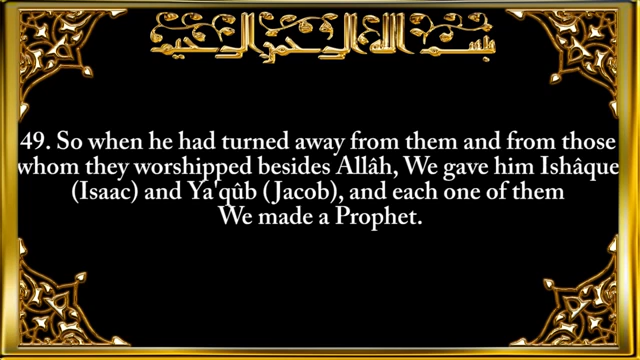 بسم الله الرحمن الرحيم
49. So when he had turned away from them and from those
whom they worshipped besides Allâh, We gave him Ishâque
(Isaac) and Ya'qûb (Jacob), and each one of them
We made a Prophet.